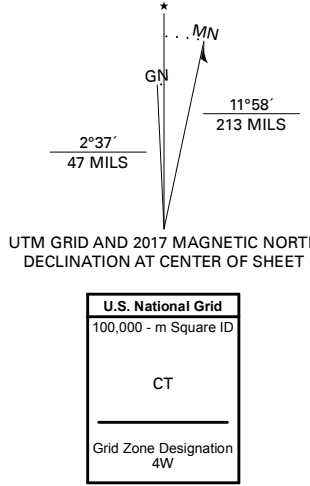 MN
GN
11°58´
213 MILS
2°37´
47 MILS
UTM GRID AND 2017 MAGNETIC NORTH
DECLINATION AT CENTER OF SHEET
U.S. National Grid
100,000 - m Square ID
CT
Grid Zone Designation
4W